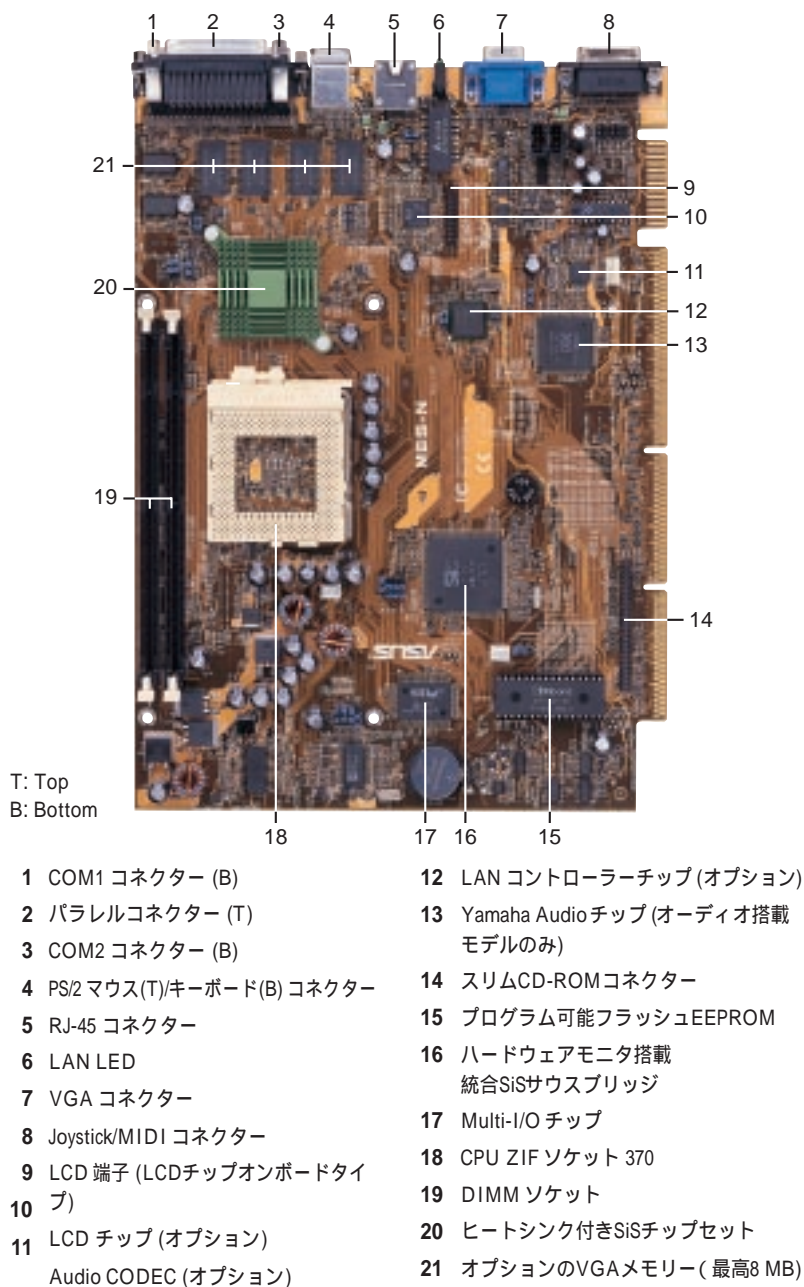 1 2 3 4 5 6 7 8
21
9
10
20
11
12
13
NES-N
19
14
ASUS
T: Top
B: Bottom
18 17 16 15
1 COM1 コネクター (B)
2 パラレルコネクター (T)
3 COM2 コネクター (B)
4 PS/2 マウス(T)/キーボード(B) コネクター
5 RJ-45 コネクター
6 LAN LED
7 VGA コネクター
8 Joystick/MIDI コネクター
9 LCD 端子 (LCDチップオンボードタイ
10 プ)
11 LCD チップ (オプション)
Audio CODEC (オプション)
12 LAN コントローラーチップ (オプション)
13 Yamaha Audioチップ (オーディオ搭載
モデルのみ)
14 スリムCD-ROMコネクター
15 プログラム可能フラッシュEEPROM
16 ハードウェアモニタ搭載
統合SiSサウスブリッジ
17 Multi-I/O チップ
18 CPU ZIF ソケット 370
19 DIMM ソケット
20 ヒートシンク付きSiSチップセット
21 オプションのVGAメモリー ( 最高8 MB)